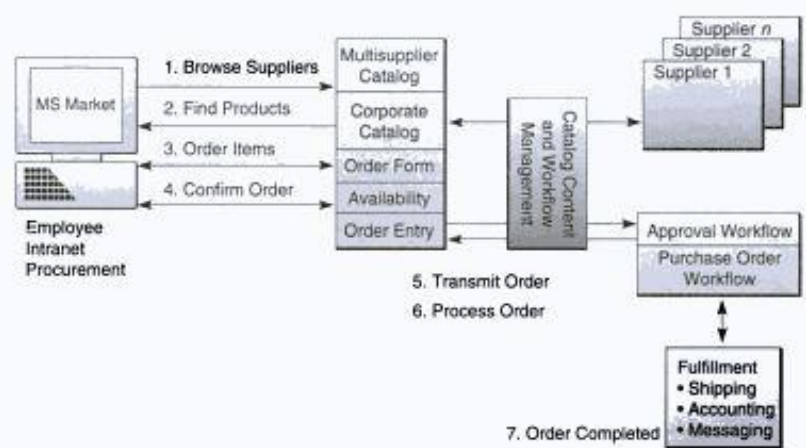 MS Market
Employee
Intranet
Procurement
1. Browse Suppliers
2. Find Products
3. Order Items
4. Confirm Order
Multisupplier
Catalog
Corporate
Catalog
Order Form
Availability
Order Entry
Catalog Content
and Workflow
Management
Supplier n
Supplier 2
Supplier 1
Approval Workflow
Purchase Order
Workflow
5. Transmit Order
6. Process Order
Fulfillment
• Shipping
• Accounting
• Messaging
7. Order Completed